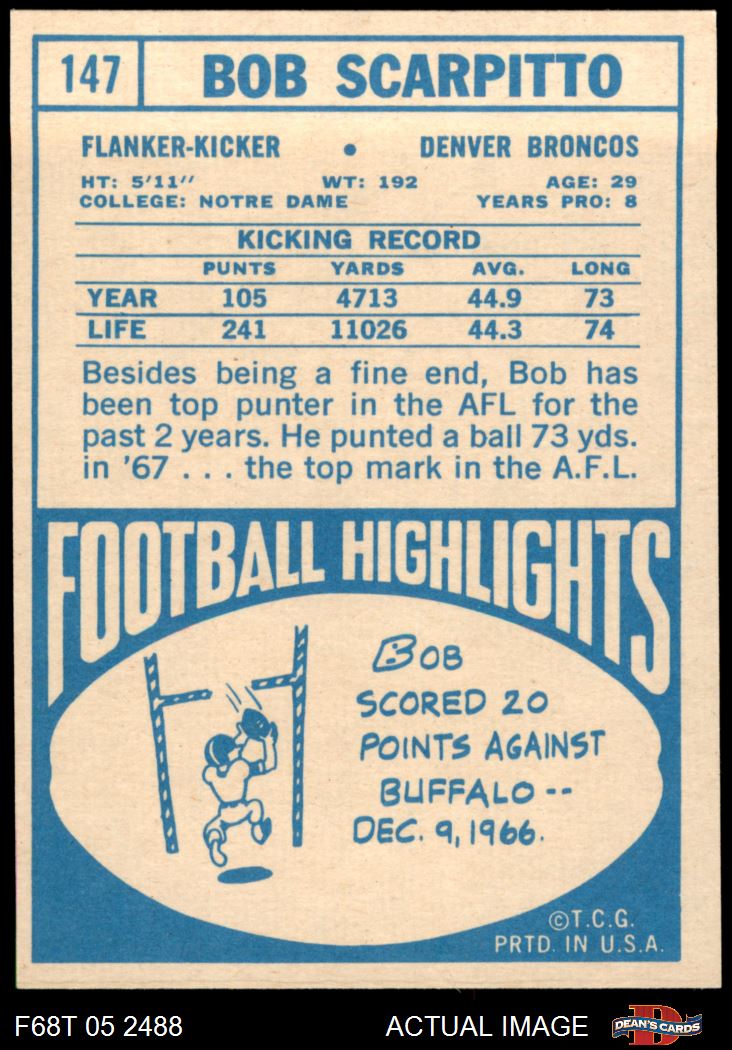 147 BOB SCARPITTO
FLANKER-KICKER • DENVER BRONCOS
HT: 5'11" WT: 192 AGE: 29
COLLEGE: NOTRE DAME YEARS PRO: 8
KICKING RECORD
PUNTS YARDS AVG. LONG
YEAR 105 4713 44.9 73
LIFE 241 11026 44.3 74
Besides being a fine end, Bob has
been top punter in the AFL for the
past 2 years. He punted a ball 73 yds.
in '67 . . . the top mark in the A.F.L.
FOOTBALL HIGHLIGHTS
BOB
SCORED 20
POINTS AGAINST
BUFFALO --
DEC. 9, 1966.
©T.C.G.
PRTD. IN U.S.A.
F68T 05 2488 ACTUAL IMAGE D DEAN'S CARDS